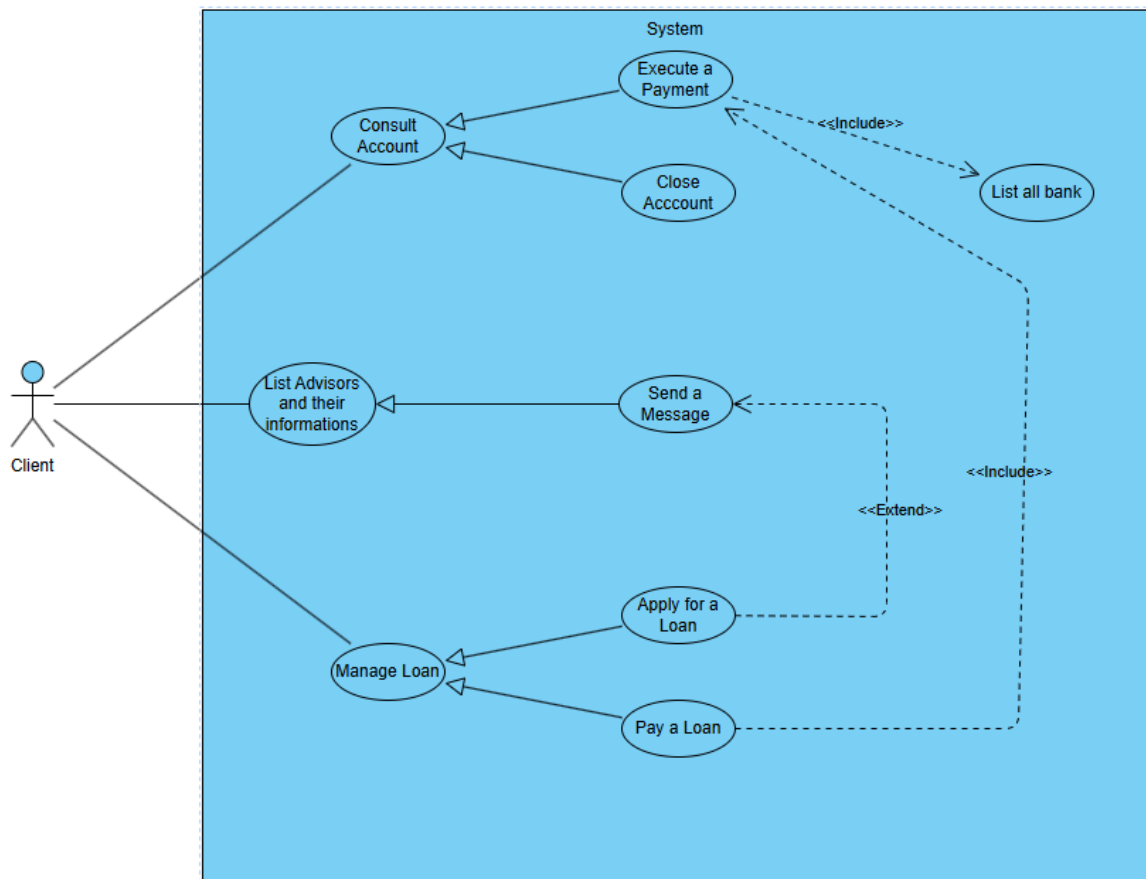 System
Execute a
Payment
Consult
Account
<<Include>>
Close
Acccount
List all bank
List Advisors
and their
informations
Send a
Message
Client
<<Include>>
<<Extend>>
Apply for a
Loan
Manage Loan
Pay a Loan